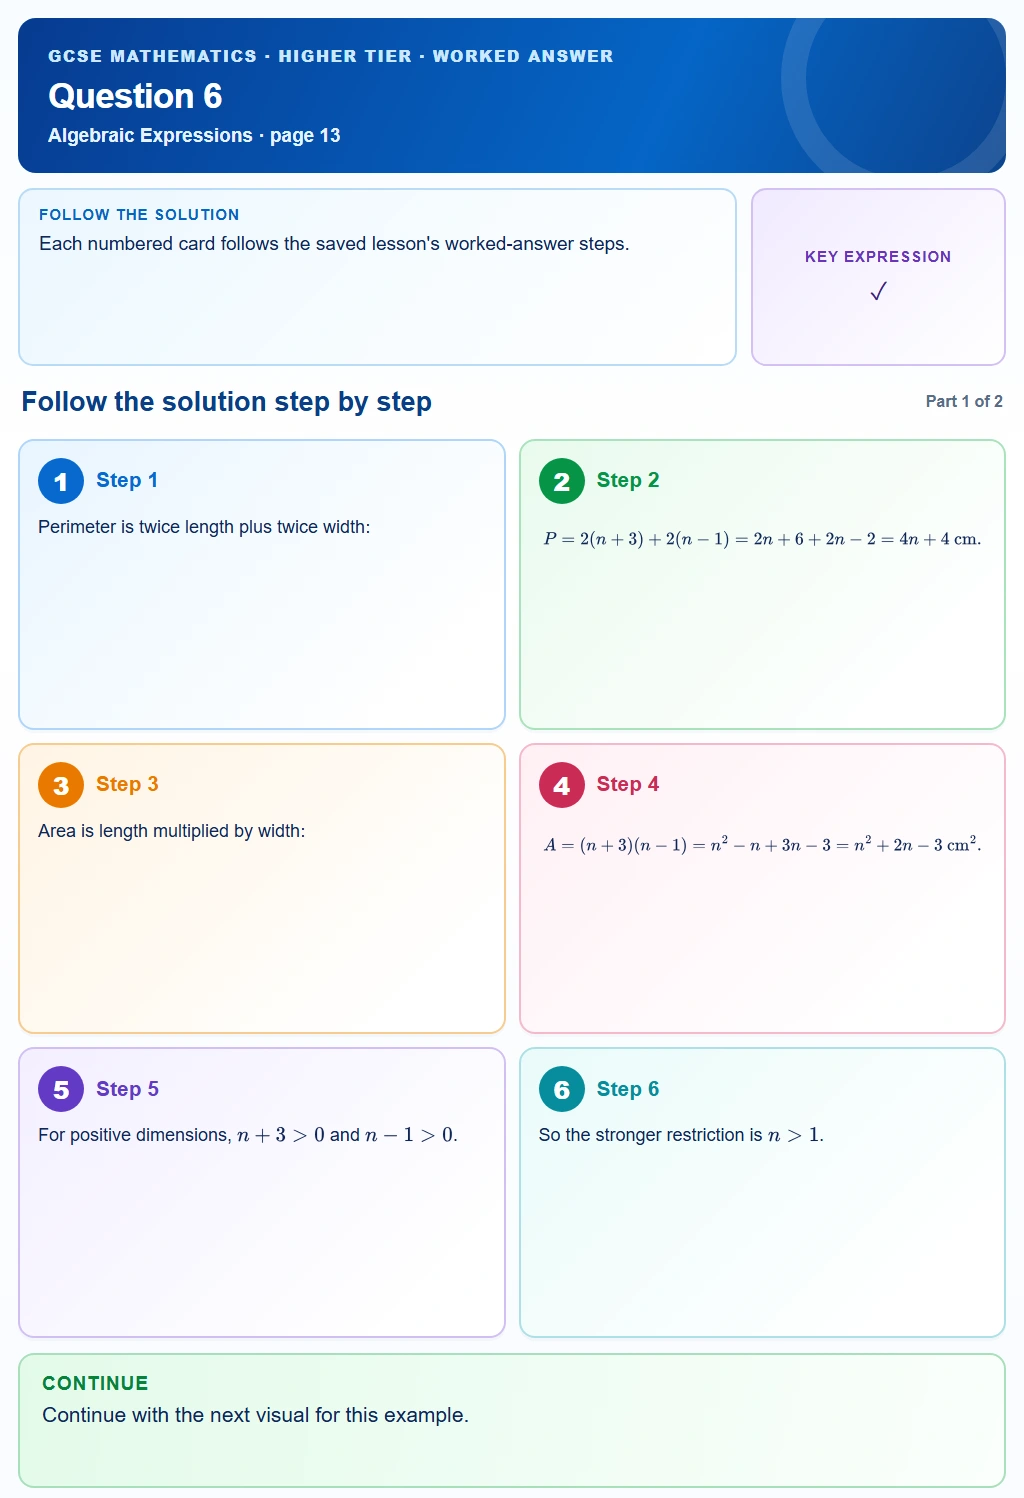 GCSE MATHEMATICS · HIGHER TIER · WORKED ANSWER
Question 6
Algebraic Expressions · page 13
FOLLOW THE SOLUTION
Each numbered card follows the saved lesson's worked-answer steps.
KEY EXPRESSION
✓
Follow the solution step by step
Part 1 of 2
1 Step 1
Perimeter is twice length plus twice width:
2 Step 2
P = 2(n + 3) + 2(n − 1) = 2n + 6 + 2n − 2 = 4n + 4 cm.
3 Step 3
Area is length multiplied by width:
4 Step 4
A = (n + 3)(n − 1) = n² − n + 3n − 3 = n² + 2n − 3 cm².
5 Step 5
For positive dimensions, n + 3 > 0 and n − 1 > 0.
6 Step 6
So the stronger restriction is n > 1.
CONTINUE
Continue with the next visual for this example.